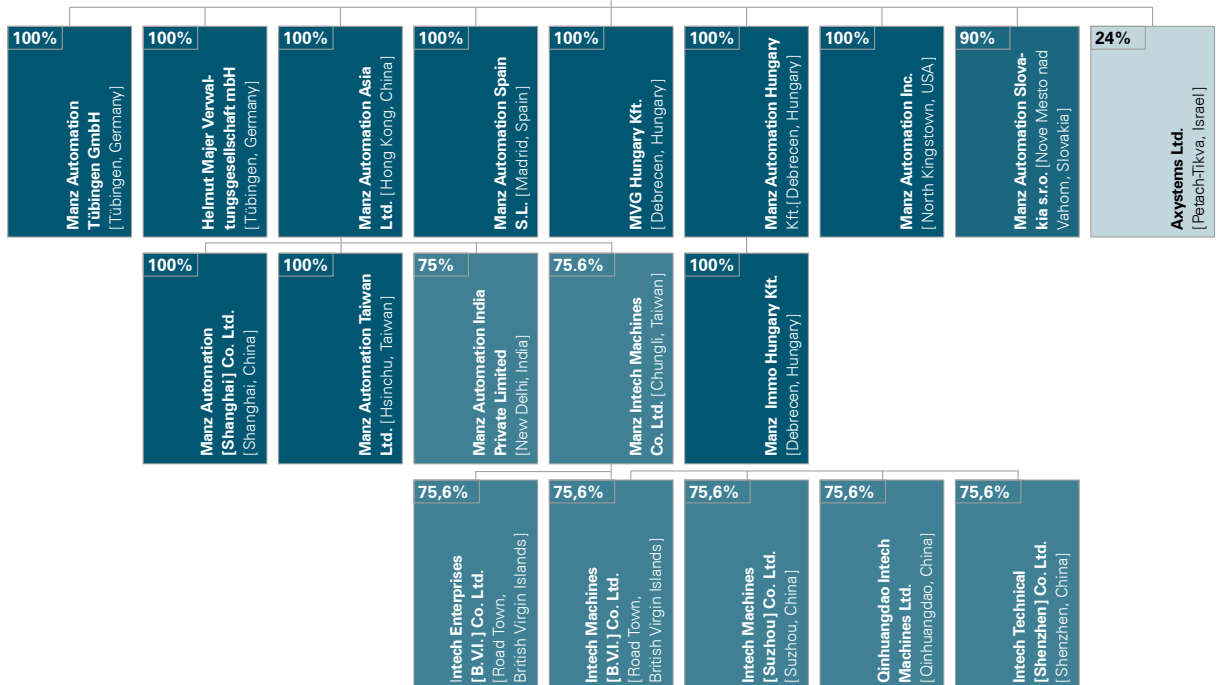 100%
Manz Automation
Tübingen GmbH
[Tübingen, Germany]
100%
Helmut Majer Verwal-
tungsgesellschaft mbH
[Tübingen, Germany]
100%
Manz Automation Asia
Ltd. [Hong Kong, China]
100%
Manz Automation Spain
S.L. [Madrid, Spain]
100%
MVG Hungary Kft.
[Debrecen, Hungary]
100%
Manz Automation Hungary
Kft.[Debrecen, Hungary]
100%
Manz Automation Inc.
[North Kingstown, USA]
90%
Manz Automation Slova-
kia s.r.o. [Nove Mesto nad
Vahom, Slovakia]
24%
Axystems Ltd.
[Petach-Tikva, Israel]
100%
Manz Automation
[Shanghai] Co. Ltd.
[Shanghai, China]
100%
Manz Automation Taiwan
Ltd. [Hsinchu, Taiwan]
75%
Manz Automation India
Private Limited
[New Delhi, India]
75.6%
Manz Intech Machines
Co. Ltd. [Chungli, Taiwan]
100%
Manz Immo Hungary Kft.
[Debrecen, Hungary]
75,6%
Intech Enterprises
[B.V.I.] Co. Ltd.
[Road Town,
British Virgin Islands]
75,6%
Intech Machines
[B.V.I.] Co. Ltd.
[Road Town,
British Virgin Islands]
75,6%
Intech Machines
[Suzhou] Co. Ltd.
[Suzhou, China]
75,6%
Qinhuangdao Intech
Machines Ltd.
[Qinhuangdao, China]
75,6%
Intech Technical
[Shenzhen] Co. Ltd.
[Shenzhen, China]